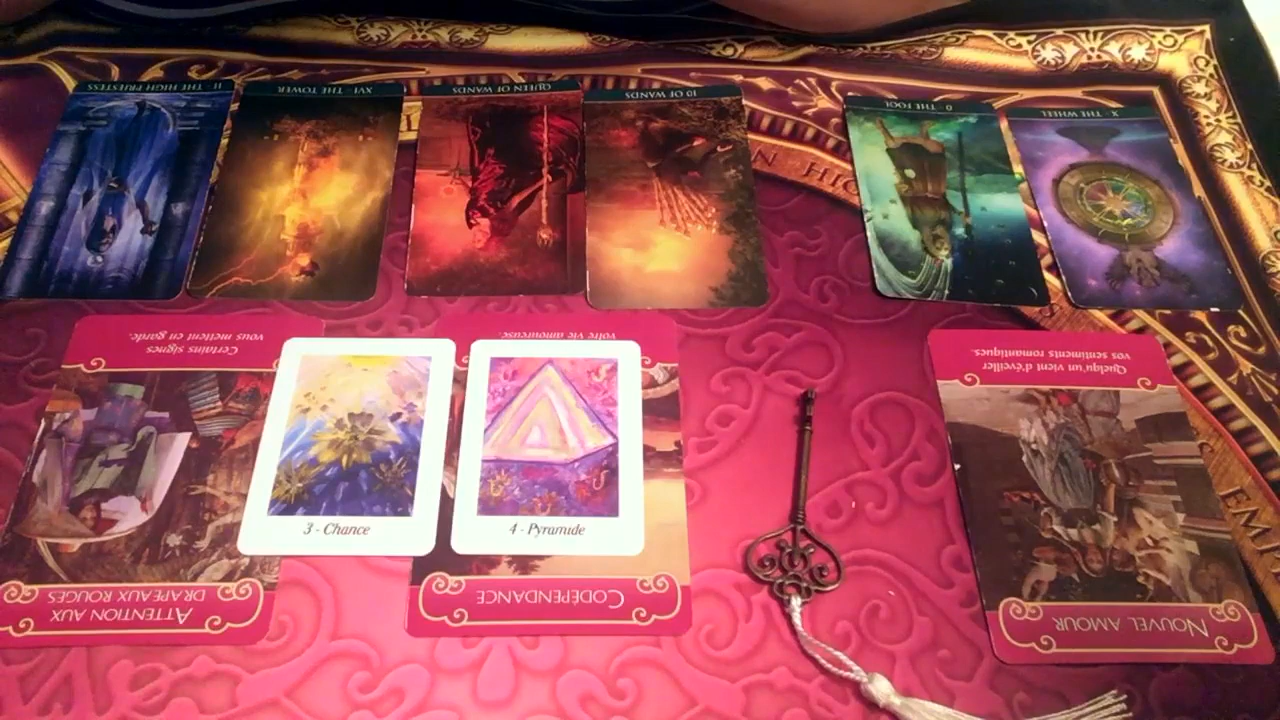 II - THE HIGH PRIESTESS
XVI - THE TOWER
QUEEN OF WANDS
10 OF WANDS
0 - THE FOOL
X - THE WHEEL
N HIG
Certains signes
vous mettent en garde.
votre vie amoureuse.
Quelqu'un vient d'éveiller
vos sentiments romantiques.
3 - Chance
4 - Pyramide
EMI
ATTENTION AUX
DRAPEAUX ROUGES
CODÉPENDANCE
NOUVEL AMOUR